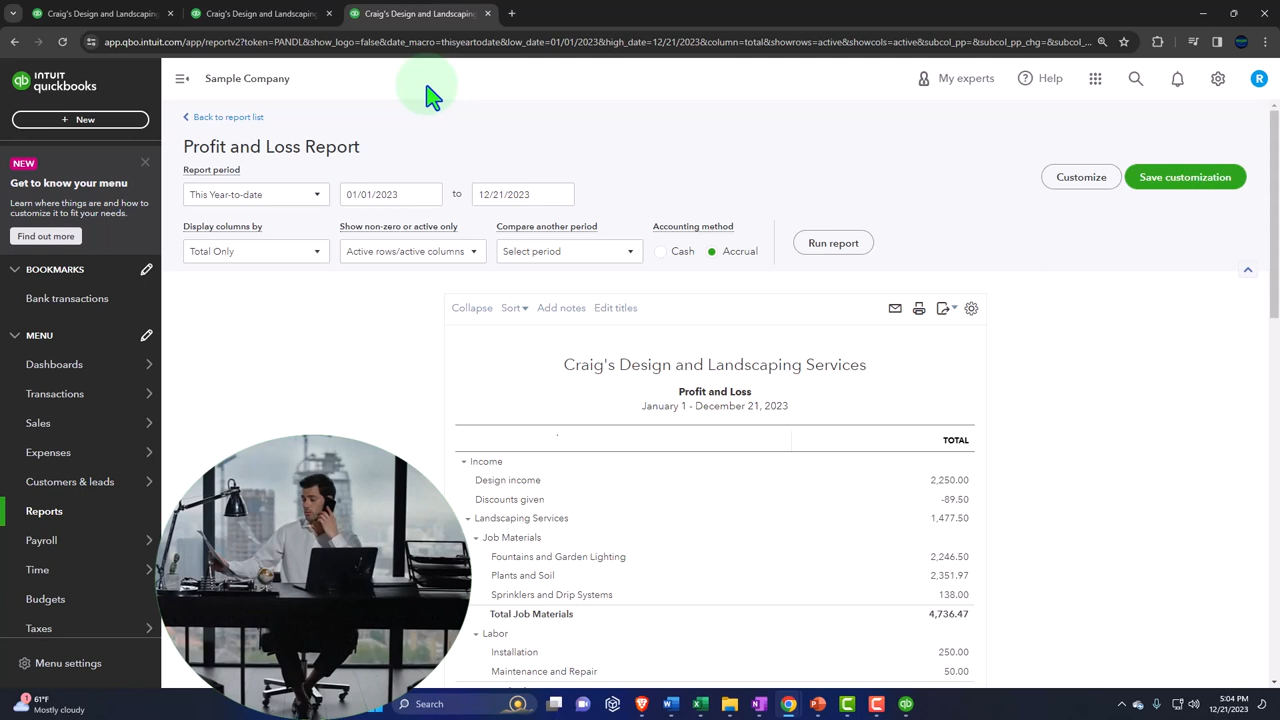 Craig's Design and Landscaping S
Craig's Design and Landscaping S
Craig's Design and Landscaping S
app.qbo.intuit.com/app/report?token=PANDL&show_logo=false&date_macro=thisyeartodate&low_date=01/01/2023&high_date=12/21/2023&column=total&showrows=active&subcol_pp=&subcol_pp_chg=&subcol_...
INTUIT
quickbooks
Sample Company
My experts
Help
R
+ New
Back to report list
NEW
Get to know your menu
Learn where things are and how to
customize it to fit your needs.
Find out more
Profit and Loss Report
Report period
This Year-to-date
01/01/2023
to
12/21/2023
Customize
Save customization
Display columns by
Show non-zero or active only
Compare another period
Accounting method
Total Only
Active rows/active columns
Select period
Cash
Accrual
Run report
BOOKMARKS
Bank transactions
MENU
Dashboards
Transactions
Sales
Expenses
Customers & leads
Reports
Payroll
Time
Budgets
Taxes
Menu settings
Collapse
Sort
Add notes
Edit titles
Craig's Design and Landscaping Services
Profit and Loss
January 1 - December 21, 2023
TOTAL
Income
Design income 2,250.00
Discounts given -89.50
Landscaping Services 1,477.50
Job Materials
Fountains and Garden Lighting 2,246.50
Plants and Soil 2,351.97
Sprinklers and Drip Systems 138.00
Total Job Materials 4,736.47
Labor
Installation 250.00
Maintenance and Repair 50.00
1
61°F
Mostly cloudy
Search
5:04 PM
12/21/2023